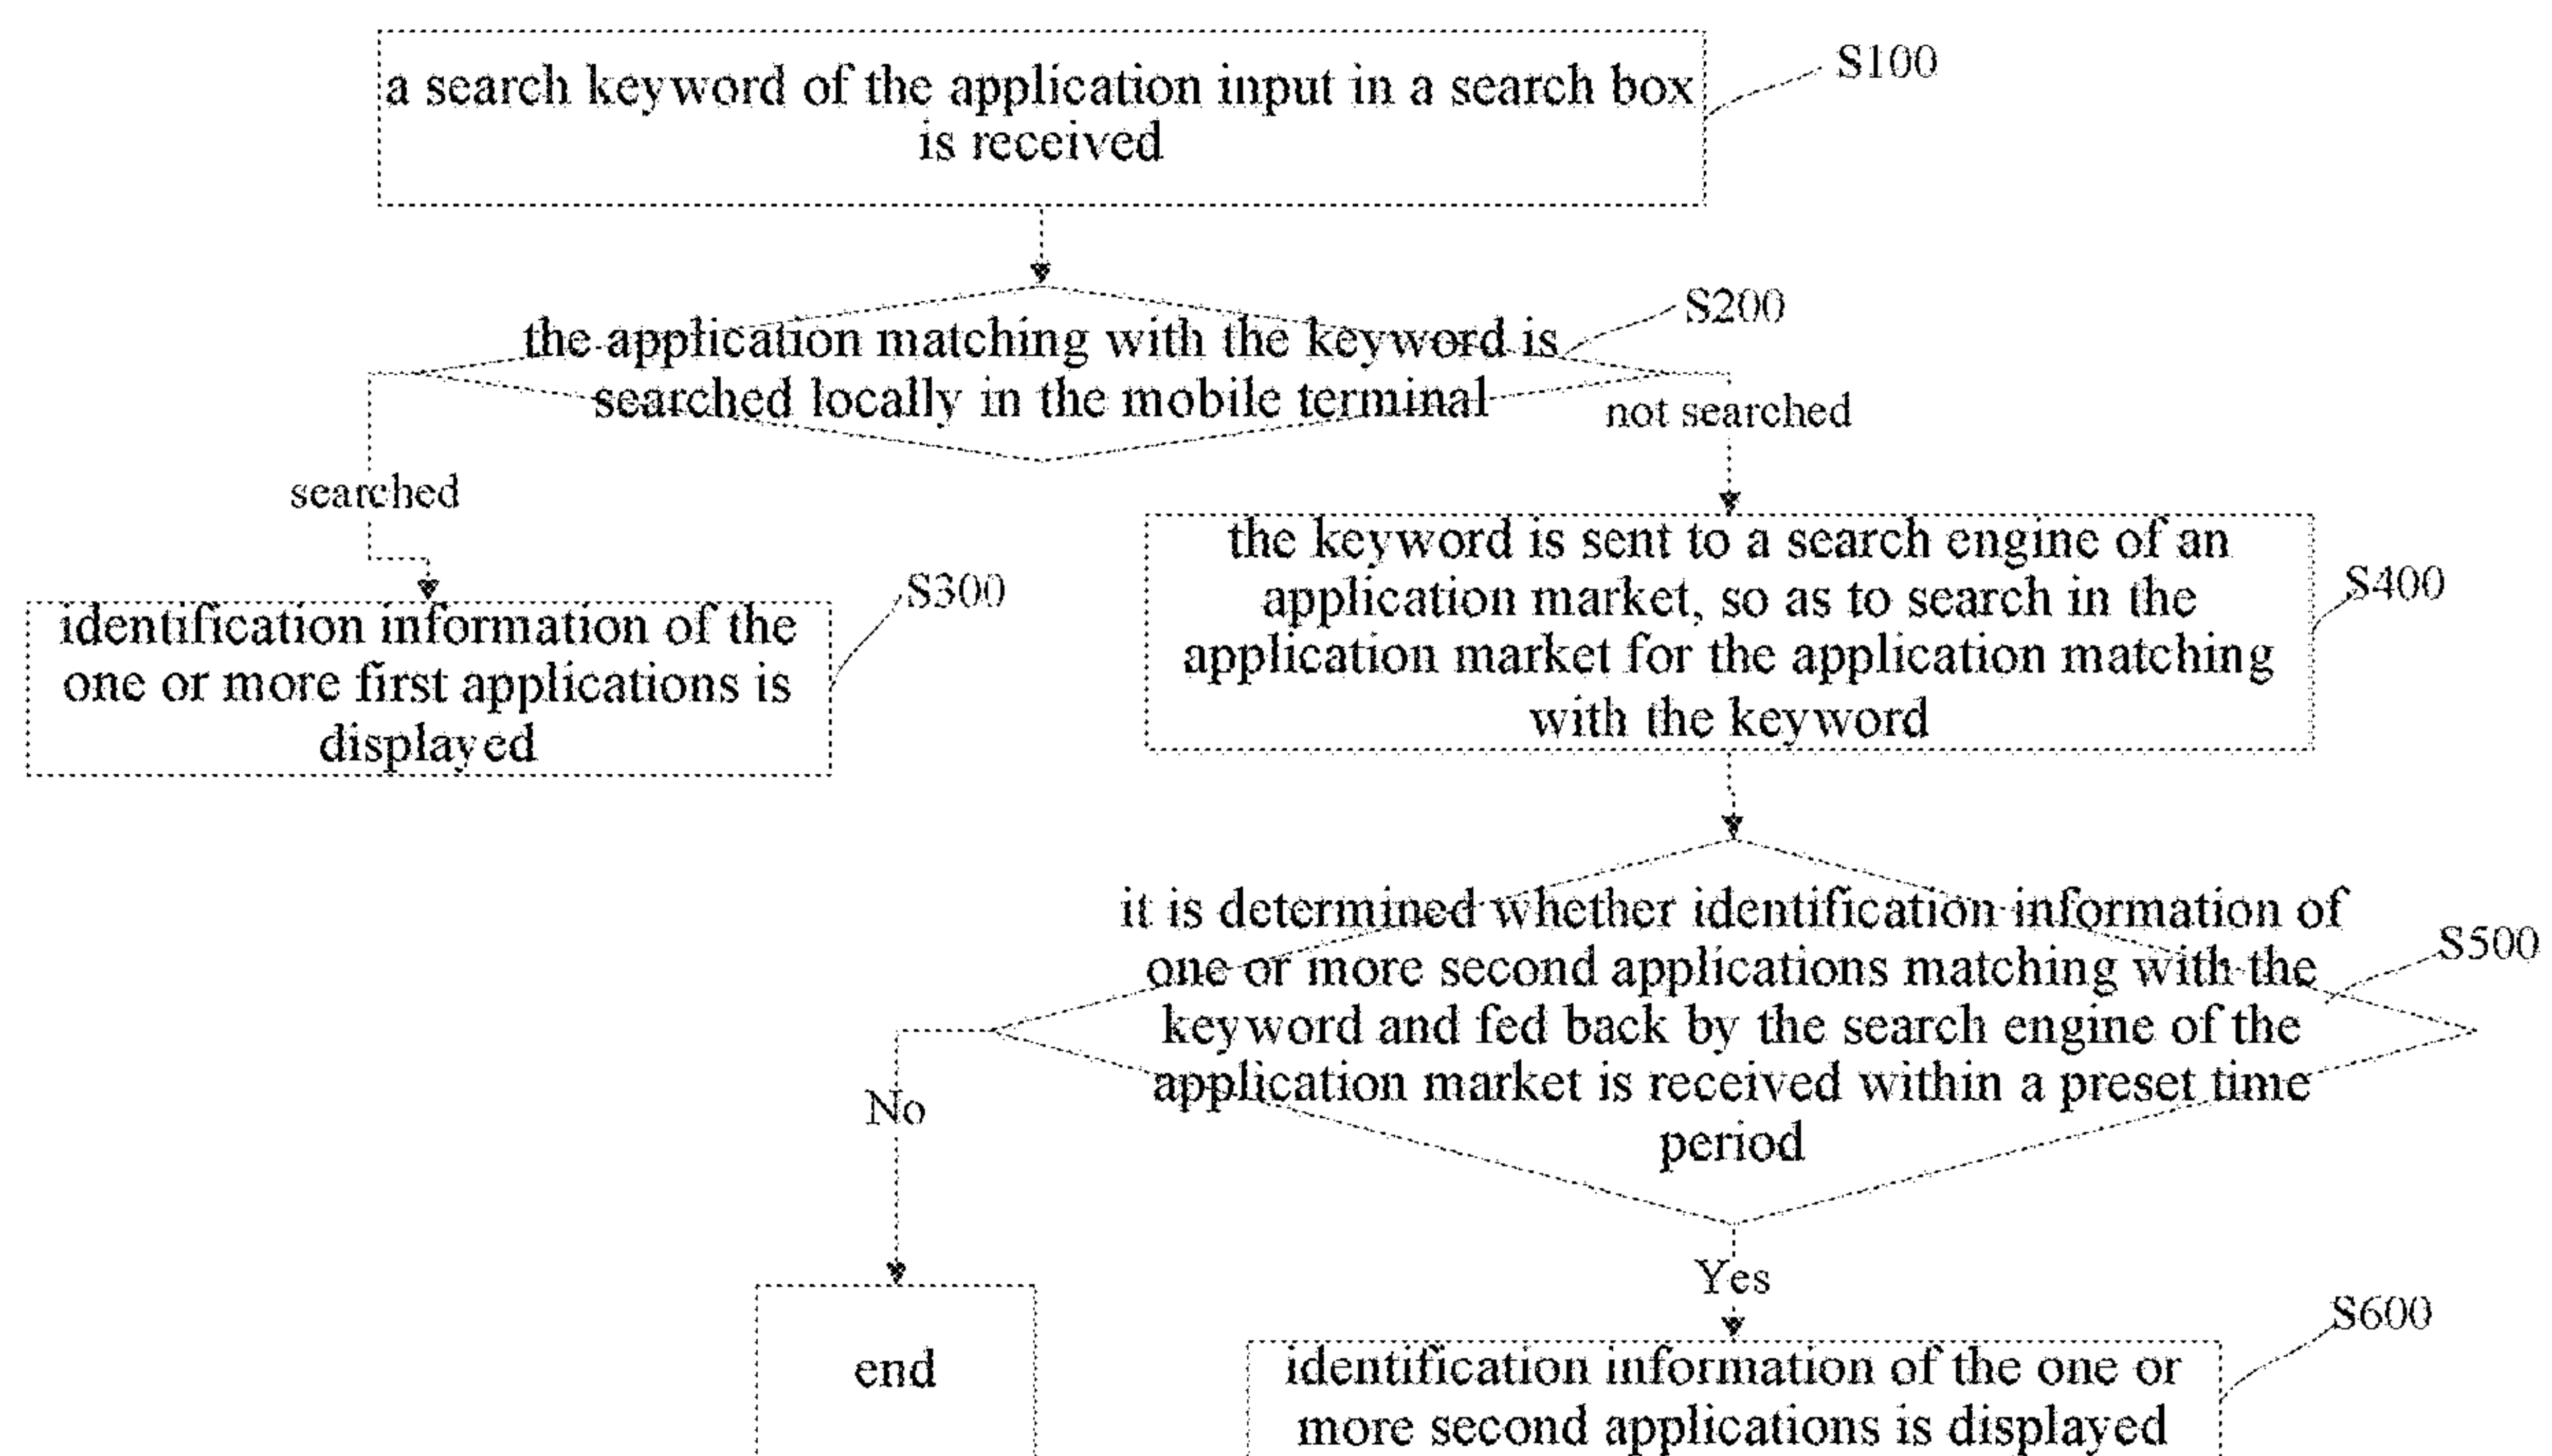 a search keyword of the application input in a search box
is received
S100
the application matching with the keyword is
searched locally in the mobile terminal
S200
searched
not searched
identification information of the
one or more first applications is
displayed
S300
the keyword is sent to a search engine of an
application market, so as to search in the
application market for the application matching
with the keyword
S400
it is determined whether identification information of
one or more second applications matching with the
keyword and fed back by the search engine of the
application market is received within a preset time
period
S500
No
Yes
end
identification information of the one or
more second applications is displayed
S600